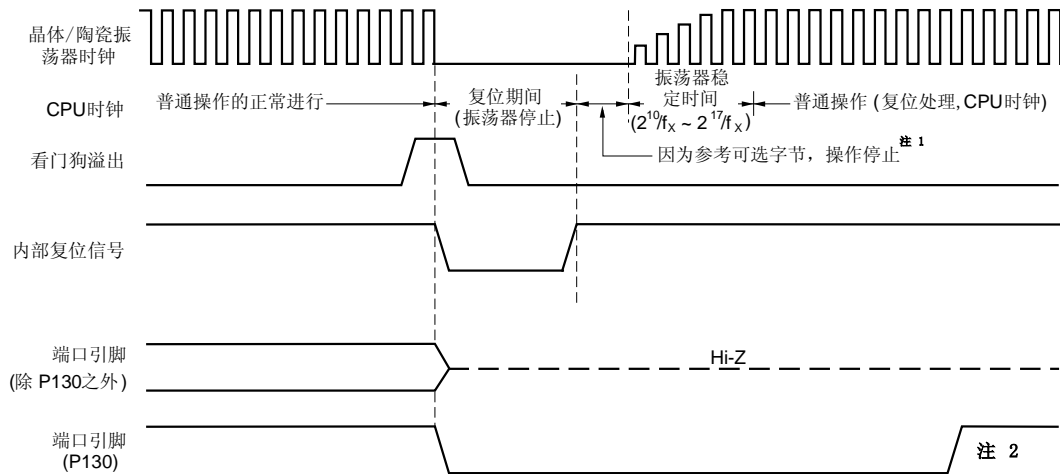 晶体/陶瓷振
荡器时钟
CPU时钟
普通操作的正常进行
复位期间
(振荡器停止)
振荡器稳
定时间
(2^10/fX ~ 2^17/fX)
普通操作 (复位处理,CPU时钟)
因为参考可选字节，操作停止 注 1
看门狗溢出
内部复位信号
端口引脚
(除 P130之外)
Hi-Z
端口引脚
(P130)
注 2